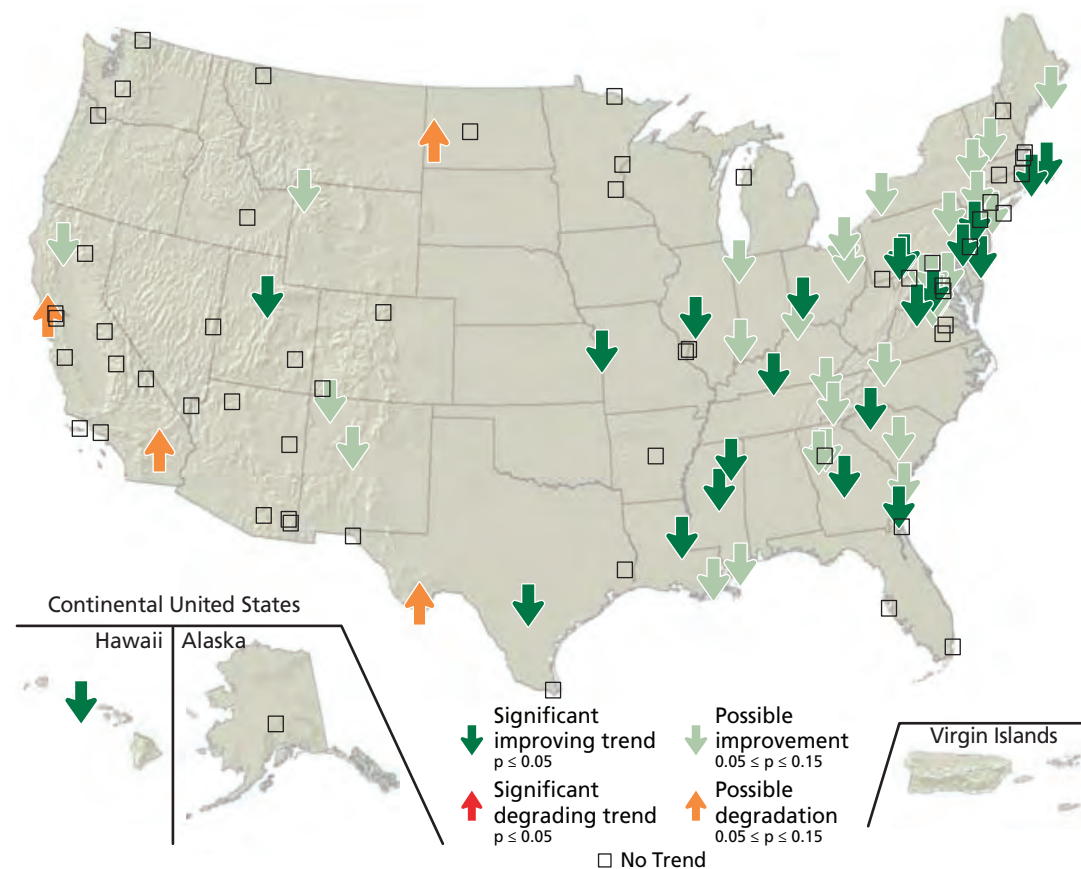 Continental United States
Hawaii
Alaska
Significant
improving trend
p ≤ 0.05
Possible
improvement
0.05 ≤ p ≤ 0.15
Significant
degrading trend
p ≤ 0.05
Possible
degradation
0.05 ≤ p ≤ 0.15
No Trend
Virgin Islands